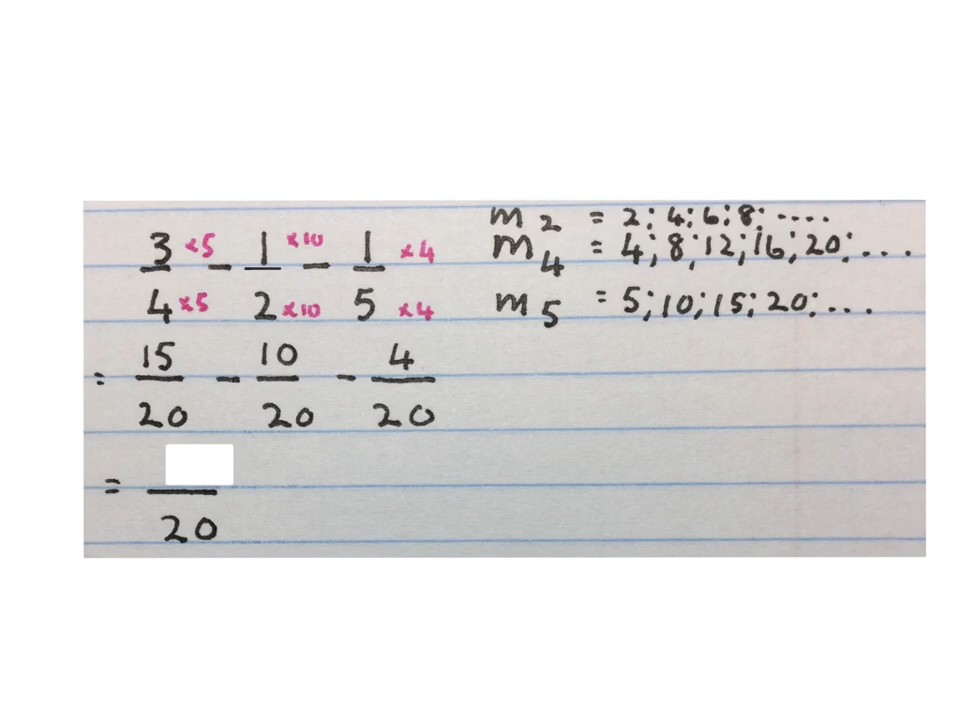 3 ×5 – 1 ×10 – 1 ×4
4 ×5 2 ×10 5 ×4
= 15 – 10 – 4
20 20 20
=
20
m2 = 2; 4; 6; 8; ....
m4 = 4; 8; 12; 16; 20; ...
m5 = 5; 10; 15; 20; ...